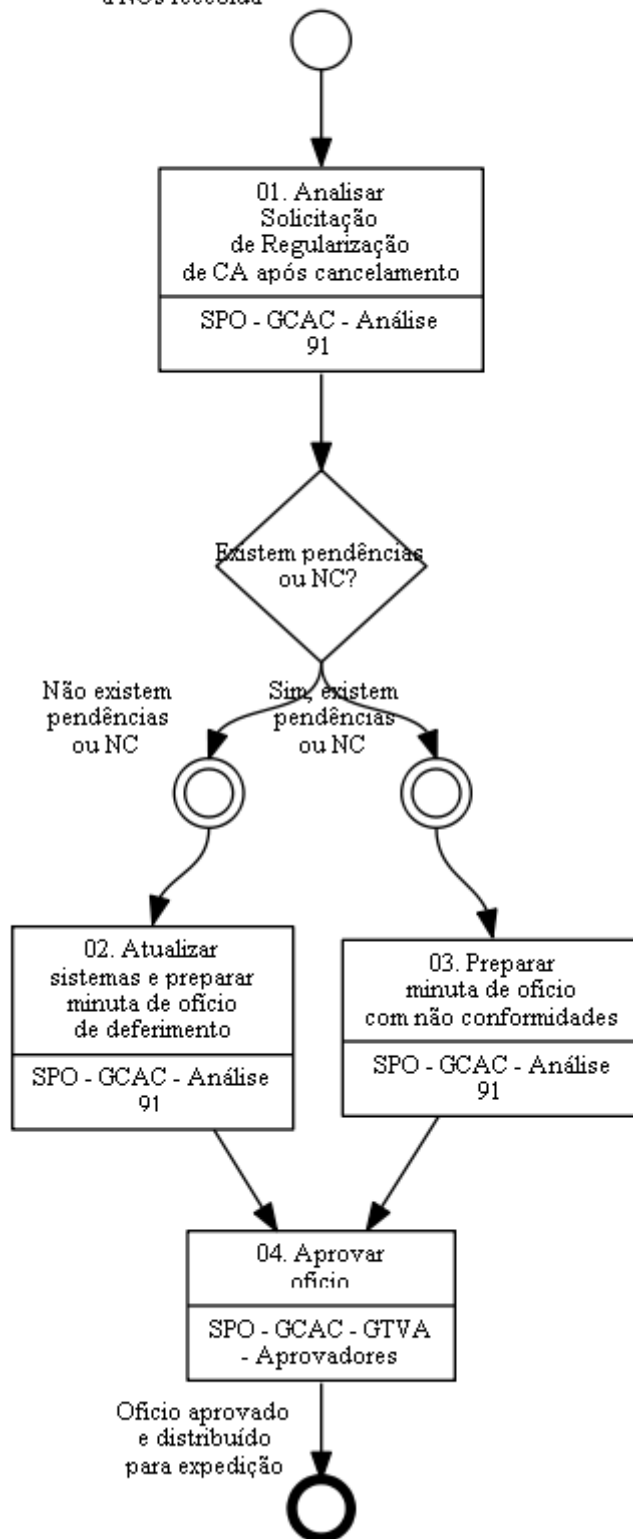 01. Analisar
Solicitação
de Regularização
de CA após cancelamento
SPO - GCAC - Análise
91
Existem pendências
ou NC?
Não existem
pendências
ou NC
Sim, existem
pendências
ou NC
02. Atualizar
sistemas e preparar
minuta de ofício
de deferimento
SPO - GCAC - Análise
91
03. Preparar
minuta de ofício
com não conformidades
SPO - GCAC - Análise
91
04. Aprovar
ofício
SPO - GCAC - GTVA
- Aprovadores
Ofício aprovado
e distribuído
para expedição